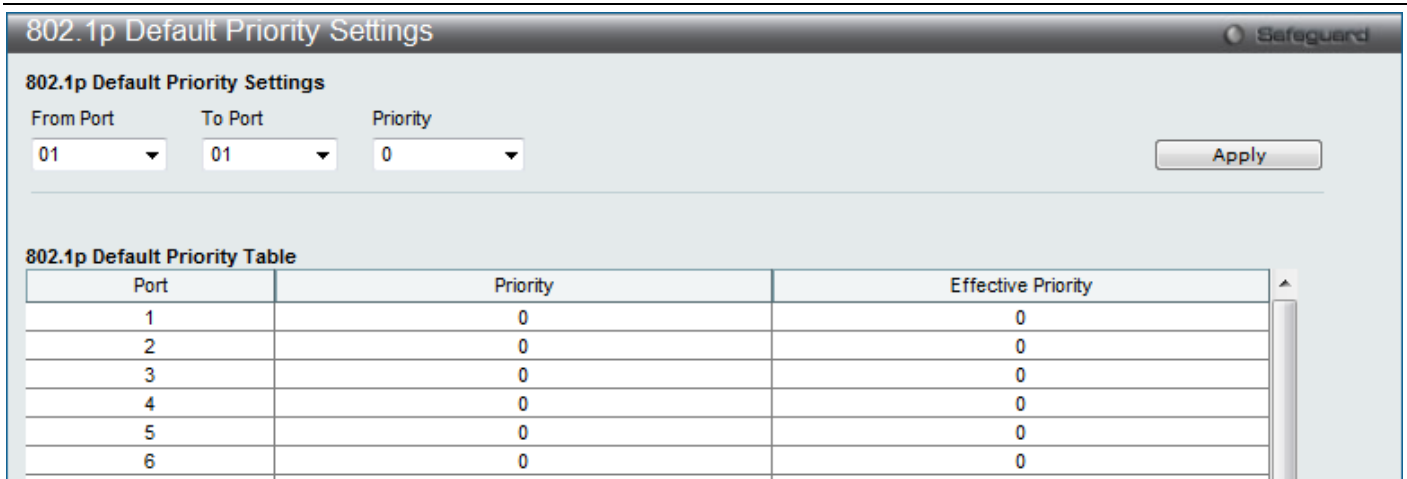 802.1p Default Priority Settings
Safeguard
802.1p Default Priority Settings
From Port To Port Priority
01 01 0 Apply
802.1p Default Priority Table
Port Priority Effective Priority
1 0 0
2 0 0
3 0 0
4 0 0
5 0 0
6 0 0